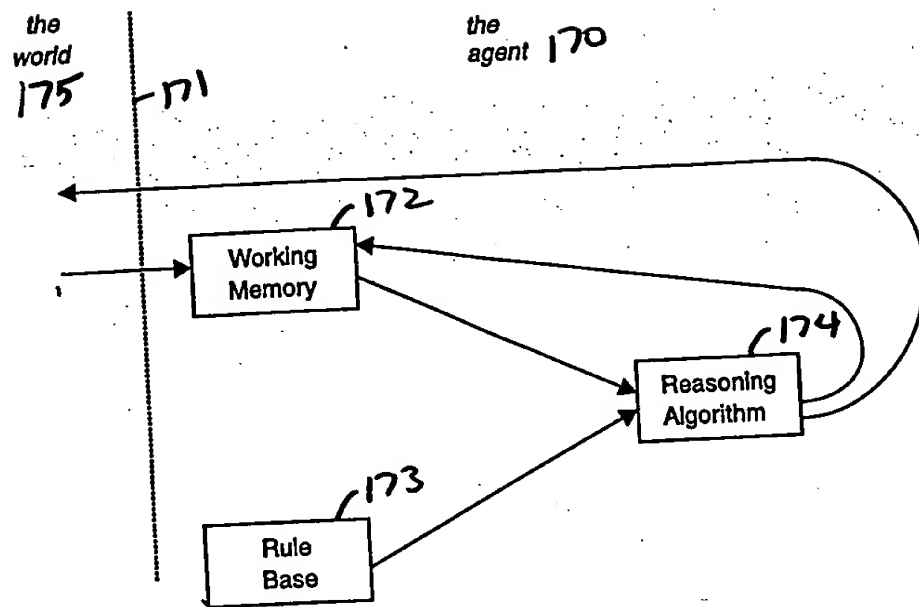 the
world
175
171
the
agent 170
172
Working
Memory
174
Reasoning
Algorithm
173
Rule
Base